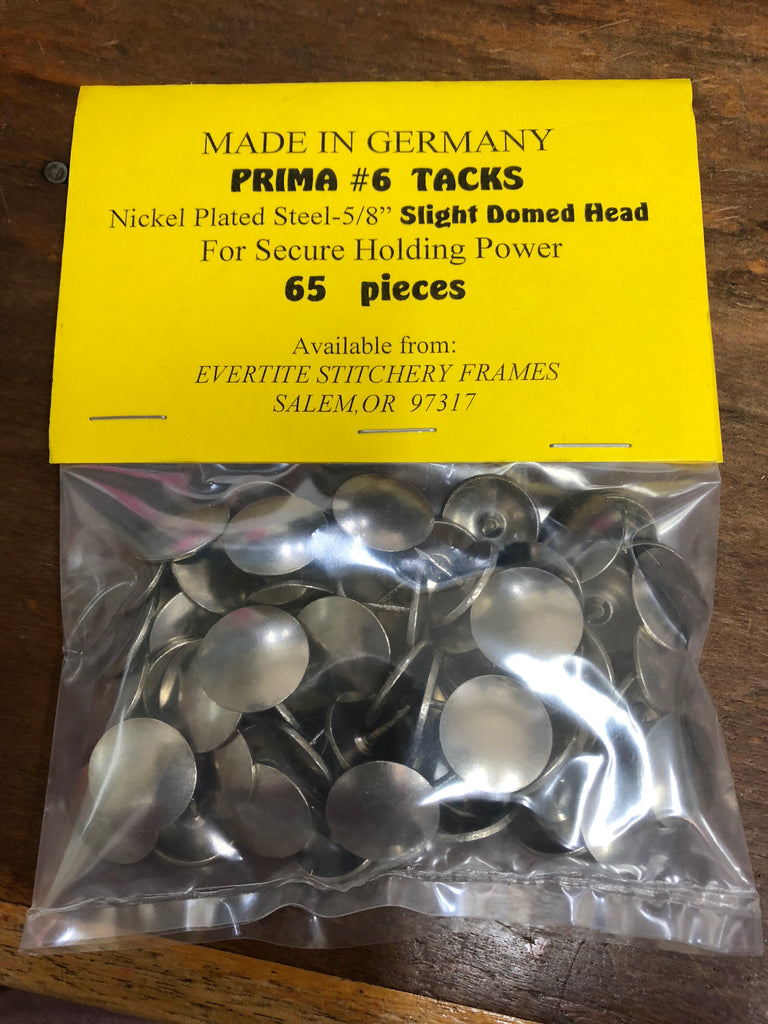 MADE IN GERMANY
PRIMA #6 TACKS
Nickel Plated Steel-5/8” Slight Domed Head
For Secure Holding Power
65 pieces
Available from:
EVERTITE STITCHERY FRAMES
SALEM,OR 97317